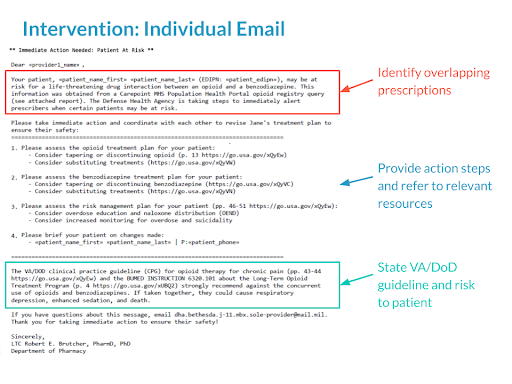 Intervention: Individual Email
** Immediate Action Needed: Patient At Risk **
Dear «provider1_name» ,
Your patient, «patient_name_first» «patient_name_last» (EDIPN: «patient_edipn»), may be at
risk for a life-threatening drug interaction between an opioid and a benzodiazepine. This
information was obtained from a Carepoint MHS Population Health Portal opioid registry query
(see attached report). The Defense Health Agency is taking steps to immediately alert
prescribers when certain patients may be at risk.
Please take immediate action and coordinate with each other to revise Jane's treatment plan to
ensure their safety:
================================================================================
1. Please assess the opioid treatment plan for your patient:
- Consider tapering or discontinuing opioid (p. 13 https://go.usa.gov/xQyEw)
- Consider substituting treatments (https://go.usa.gov/xQyVW)
2. Please assess the benzodiazepine treatment plan for your patient:
- Consider tapering or discontinuing benzodiazepine (https://go.usa.gov/xQyVC)
- Consider substituting treatments (https://go.usa.gov/xQyVN)
3. Please assess the risk management plan for your patient (pp. 46-51 https://go.usa.gov/xQyEw):
- Consider overdose education and naloxone distribution (OEND)
- Consider increased monitoring for overdose and suicidality
4. Please brief your patient on changes made:
- «patient_name_first» «patient_name_last» | P:«patient_phone»
================================================================================
The VA/DOD clinical practice guideline (CPG) for opioid therapy for chronic pain (pp. 43-44
https://go.usa.gov/xQyEw) and the BUMED INSTRUCTION 6320.101 about the Long-Term Opioid
Treatment Program (p. 4 https://go.usa.gov/xUBQ2) strongly recommend against the concurrent
use of opioids and benzodiazepines. If taken together, they could cause respiratory
depression, enhanced sedation, and death.
If you have questions about this message, email dha.bethesda.j-11.mbx.sole-provider@mail.mil.
Thank you for taking immediate action to ensure their safety!
Sincerely,
LTC Robert E. Brutcher, PharmD, PhD
Department of Pharmacy
Identify overlapping
prescriptions
Provide action steps
and refer to relevant
resources
State VA/DoD
guideline and risk
to patient